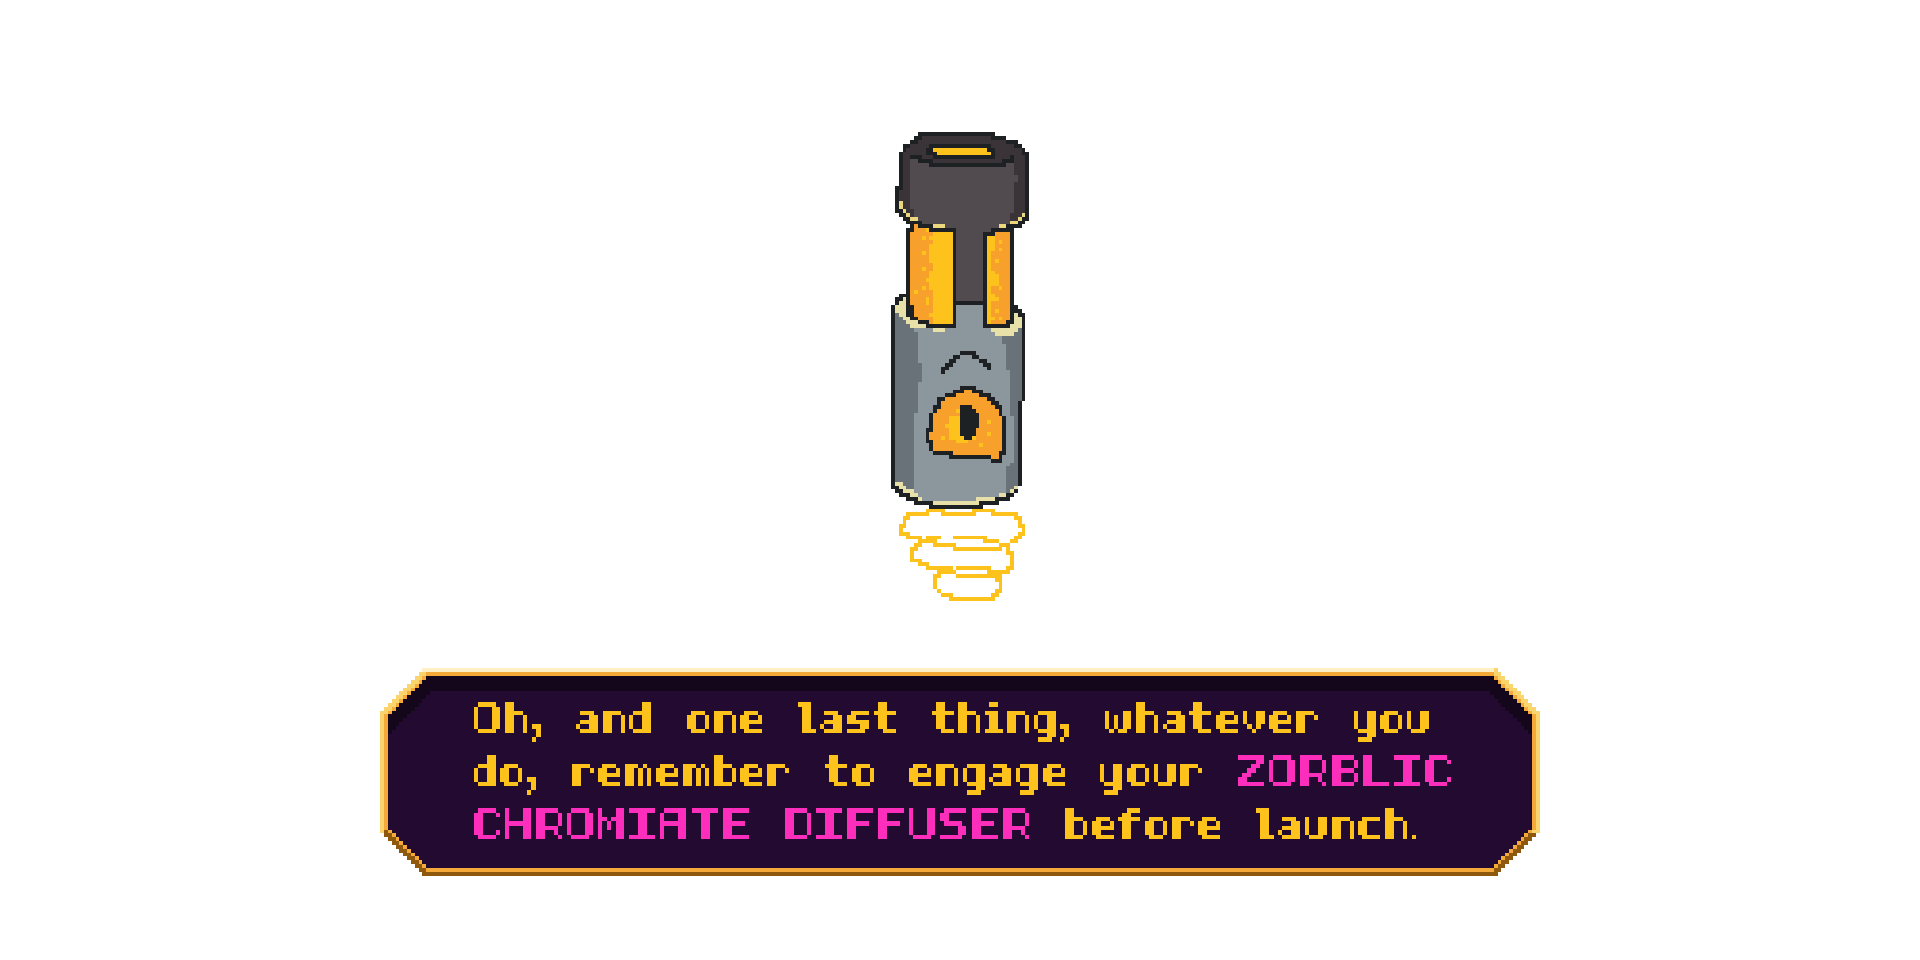 Oh, and one last thing, whatever you
do, remember to engage your ZORBLIC
CHROMIATE DIFFUSER before launch.